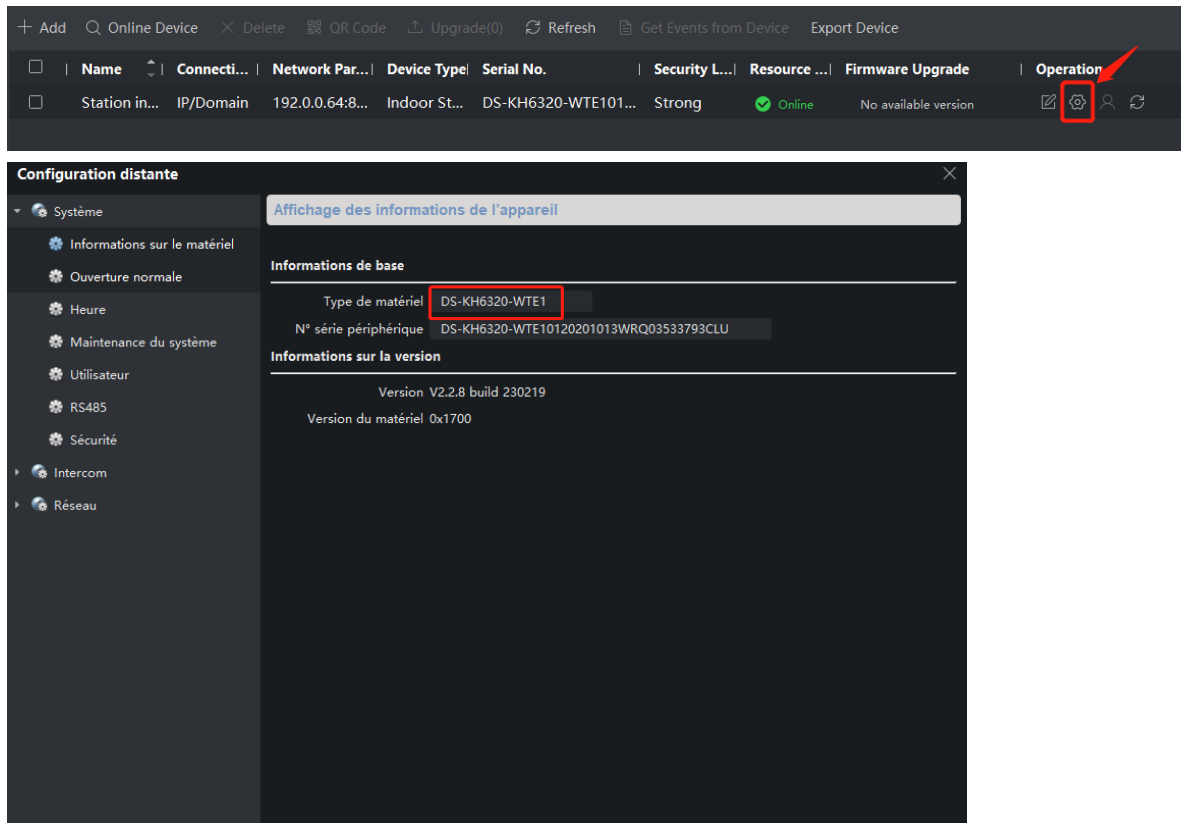 Add Online Device Delete QR Code Upgrade(0) Refresh Get Events from Device Export Device
Name Connecti... Network Par... Device Type Serial No. Security L... Resource ... Firmware Upgrade Operation
Station in... IP/Domain 192.0.0.64:8... Indoor St... DS-KH6320-WTE101... Strong Online No available version
Configuration distante
Système
Informations sur le matériel
Ouverture normale
Heure
Maintenance du système
Utilisateur
RS485
Sécurité
Intercom
Réseau
Affichage des informations de l'appareil
Informations de base
Type de matériel DS-KH6320-WTE1
N° série périphérique DS-KH6320-WTE10120201013WRQ03533793CLU
Informations sur la version
Version V2.2.8 build 230219
Version du matériel 0x1700